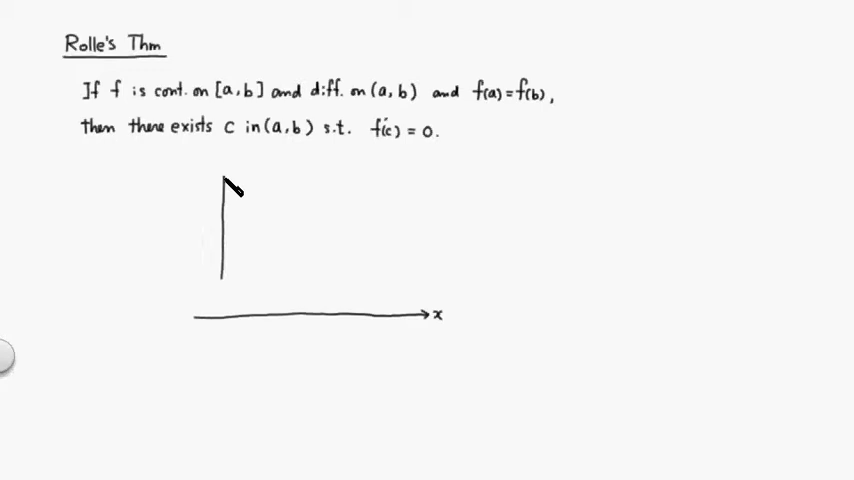 Rolle's Thm
If f is cont. on [a,b] and diff. on (a,b) and f(a)=f(b),
then there exists c in (a,b) s.t. f'(c) = 0.
x